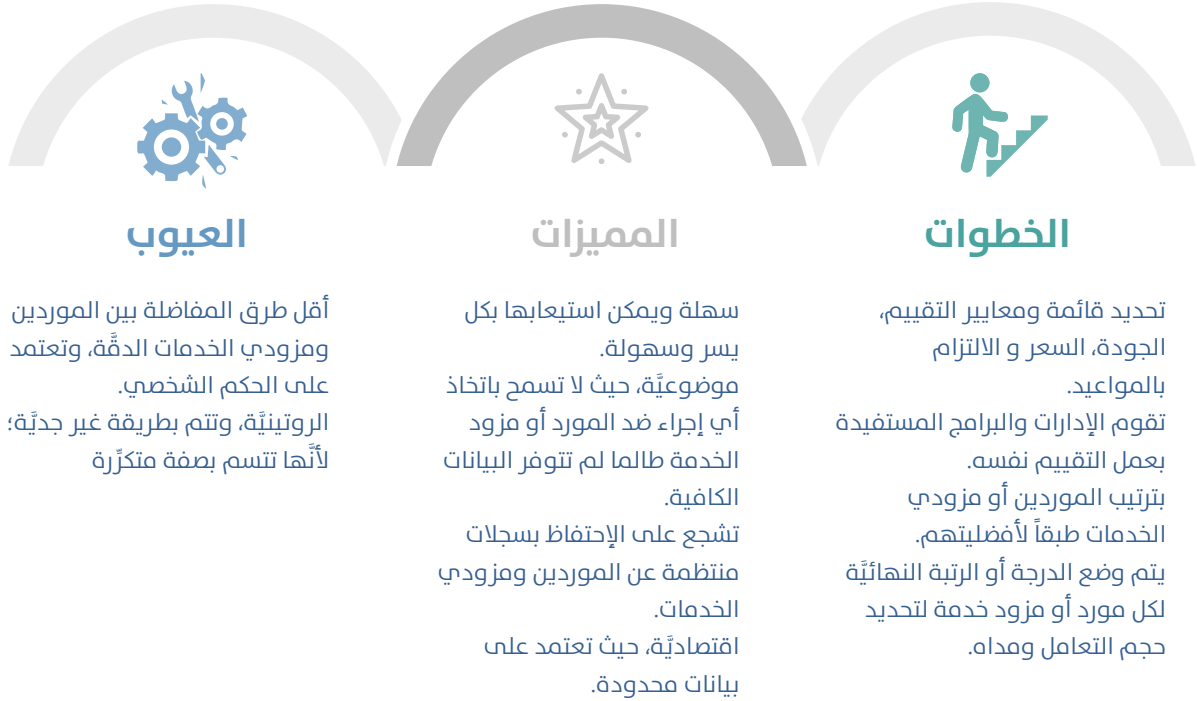 الخطوات
تحديد قائمة ومعايير التقييم،
الجودة، السعر و الالتزام
بالمواعيد.
تقوم الإدارات والبرامج المستفيدة
بعمل التقييم نفسه.
بترتيب الموردين أو مزودي
الخدمات طبقاً لأفضليتهم.
يتم وضع الدرجة أو الرتبة النهائيَّة
لكل مورد أو مزود خدمة لتحديد
حجم التعامل ومداه.
المميزات
سهلة ويمكن استيعابها بكل
يسر وسهولة.
موضوعيَّة، حيث لا تسمح باتخاذ
أي إجراء ضد المورد أو مزود
الخدمة طالما لم تتوفر البيانات
الكافية.
تشجع على الإحتفاظ بسجلات
منتظمة عن الموردين ومزودي
الخدمات.
اقتصاديَّة، حيث تعتمد على
بيانات محدودة.
العيوب
أقل طرق المفاضلة بين الموردين
ومزودي الخدمات الدقَّة، وتعتمد
على الحكم الشخصي.
الروتينيَّة، وتتم بطريقة غير جديَّة؛
لأنَّها تتسم بصفة متكرِّرة